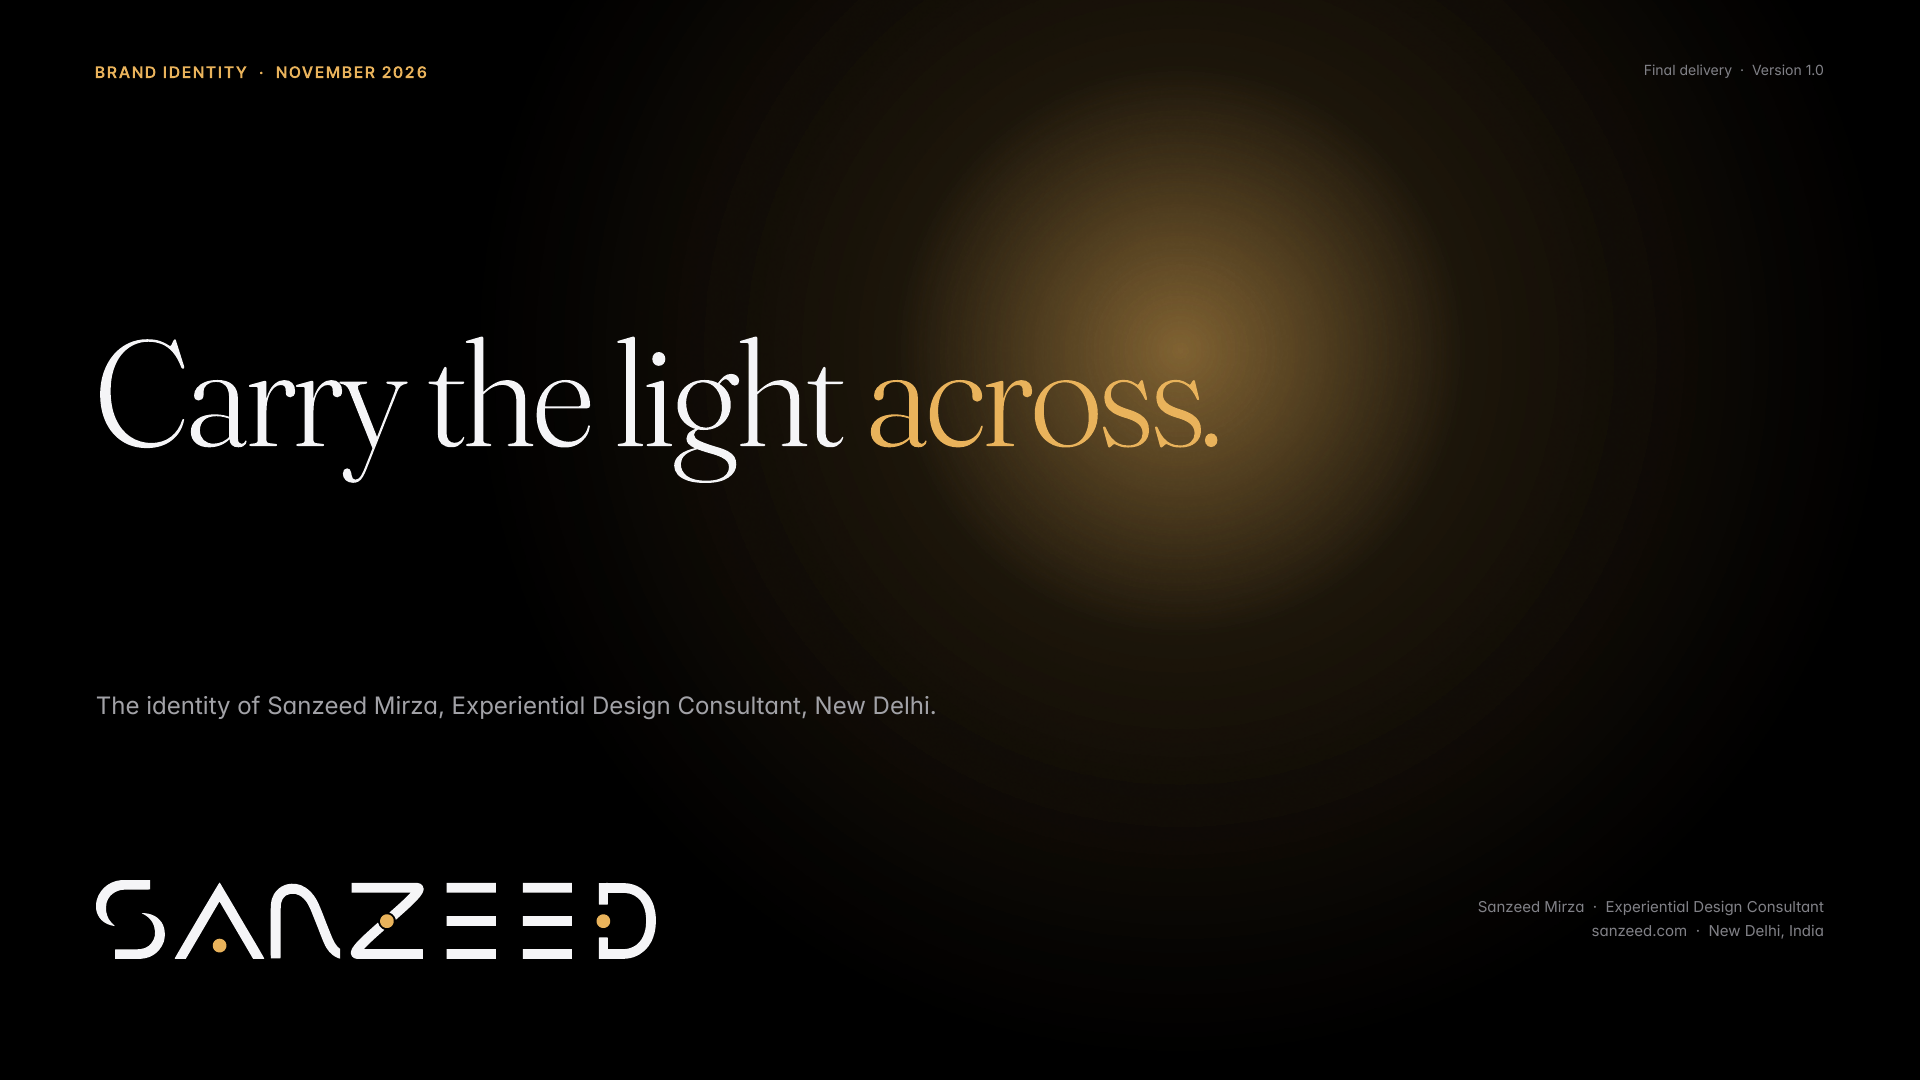 BRAND IDENTITY · NOVEMBER 2026
Final delivery · Version 1.0
Carry the light across.
The identity of Sanzeed Mirza, Experiential Design Consultant, New Delhi.
SANZEED
Sanzeed Mirza · Experiential Design Consultant
sanzeed.com · New Delhi, India